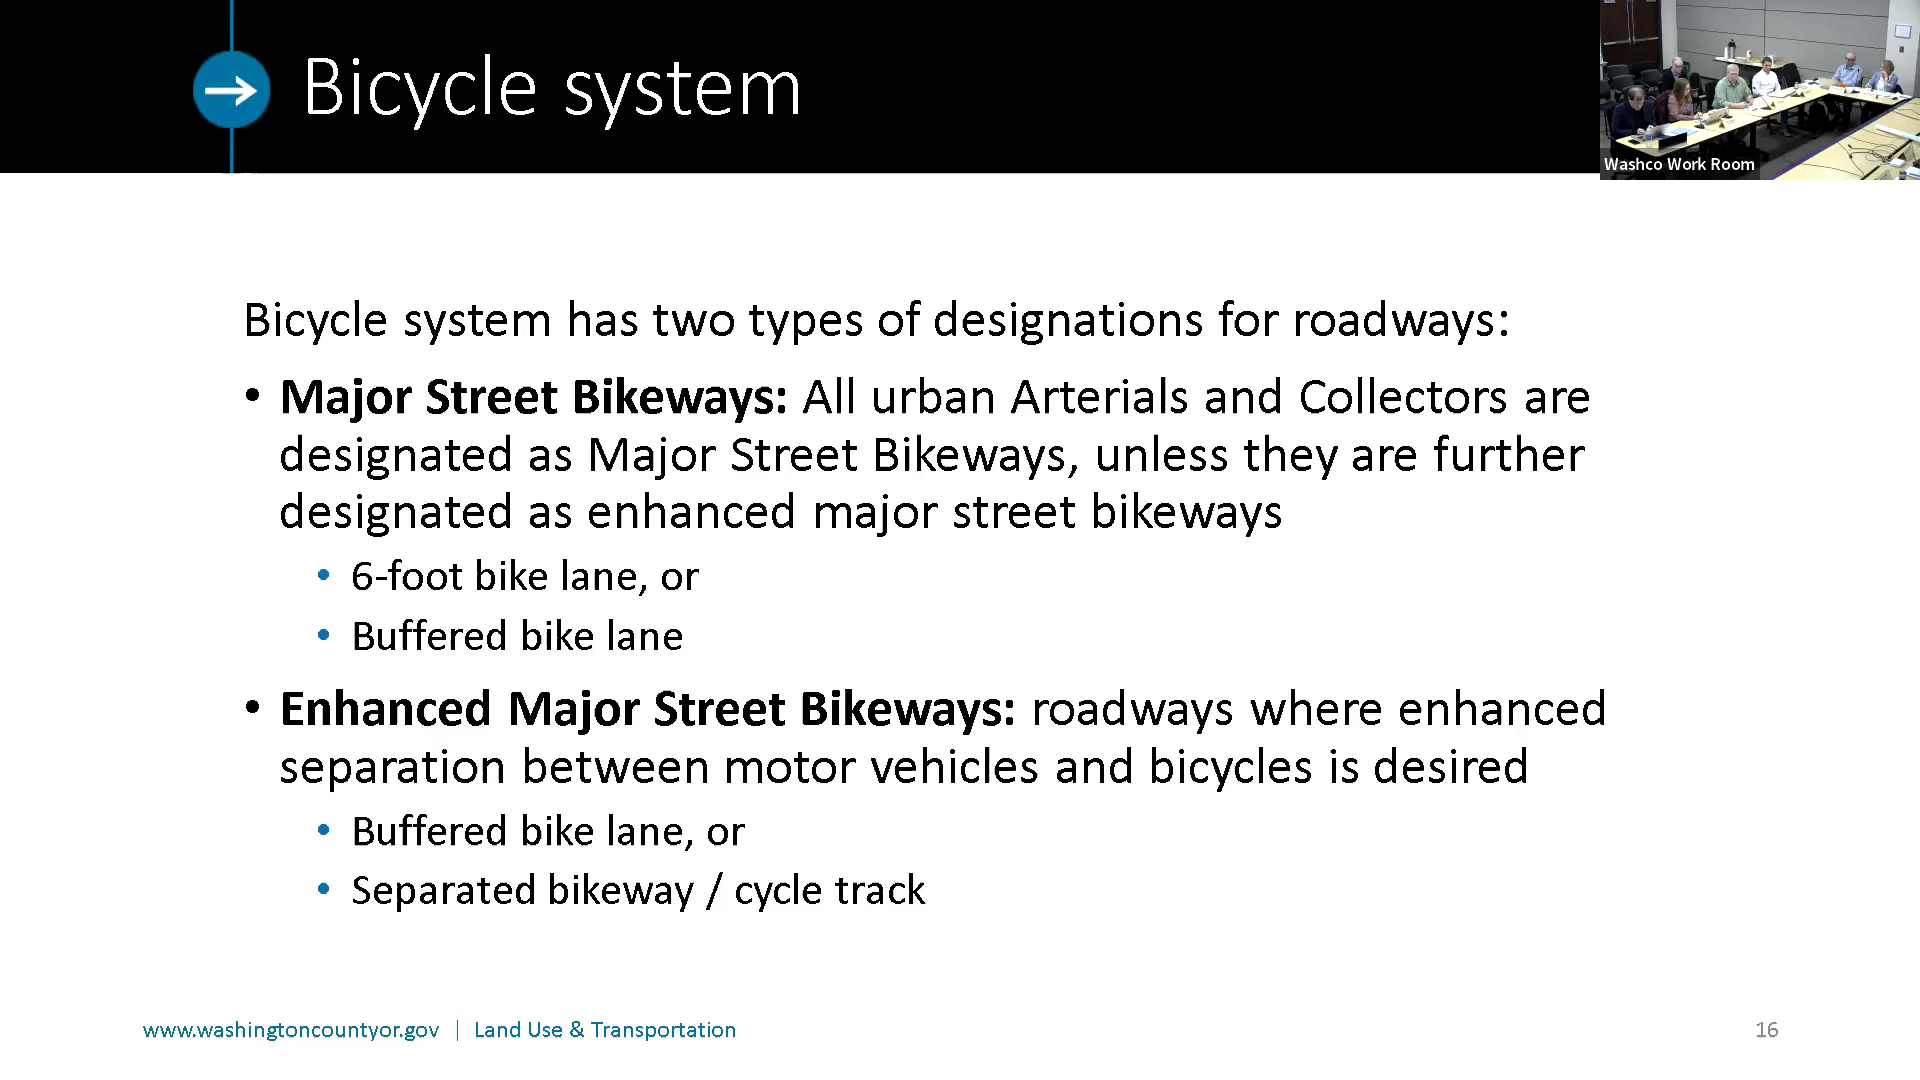 Bicycle system
Washco Work Room
Bicycle system has two types of designations for roadways:
• Major Street Bikeways: All urban Arterials and Collectors are
designated as Major Street Bikeways, unless they are further
designated as enhanced major street bikeways
• 6-foot bike lane, or
• Buffered bike lane
• Enhanced Major Street Bikeways: roadways where enhanced
separation between motor vehicles and bicycles is desired
• Buffered bike lane, or
• Separated bikeway / cycle track
www.washingtoncountyor.gov | Land Use & Transportation
16